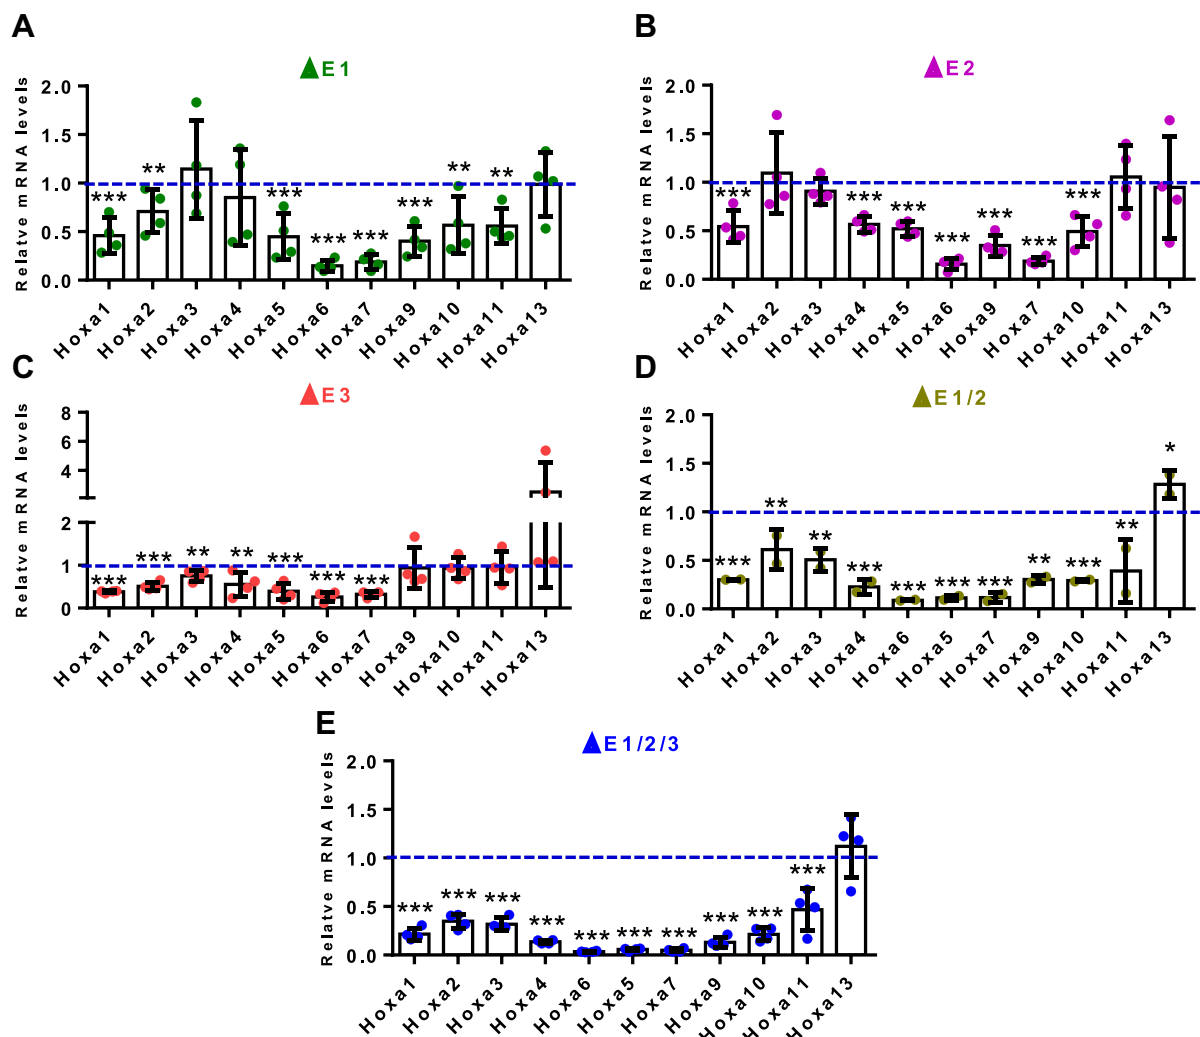 A
▲E1
Relative mRNA levels
2.0
1.5
1.0
0.5
0.0
***
**
***
***
***
***
**
**
Hoxa1
Hoxa2
Hoxa3
Hoxa4
Hoxa5
Hoxa6
Hoxa7
Hoxa9
Hoxa10
Hoxa11
Hoxa13
B
▲E2
Relatve mRNA levels
2.0
1.5
1.0
0.5
0.0
***
***
***
***
***
***
***
Hoxa1
Hoxa2
Hoxa3
Hoxa4
Hoxa5
Hoxa6
Hoxa9
Hoxa7
Hoxa10
Hoxa11
Hoxa13
C
▲E3
Relatve mRNA levels
8
6
4
2
1
0
***
***
**
**
***
***
***
Hoxa1
Hoxa2
Hoxa3
Hoxa4
Hoxa5
Hoxa6
Hoxa7
Hoxa9
Hoxa10
Hoxa11
Hoxa13
D
▲E1/2
Relatve mRNA levels
2.0
1.5
1.0
0.5
0.0
***
**
**
***
***
***
***
**
***
**
*
Hoxa1
Hoxa2
Hoxa3
Hoxa4
Hoxa6
Hoxa5
Hoxa7
Hoxa9
Hoxa10
Hoxa11
Hoxa13
E
▲E1/2/3
Relatve mRNA levels
2.0
1.5
1.0
0.5
0.0
***
***
***
***
***
***
***
***
***
***
Hoxa1
Hoxa2
Hoxa3
Hoxa4
Hoxa6
Hoxa5
Hoxa7
Hoxa9
Hoxa10
Hoxa11
Hoxa13